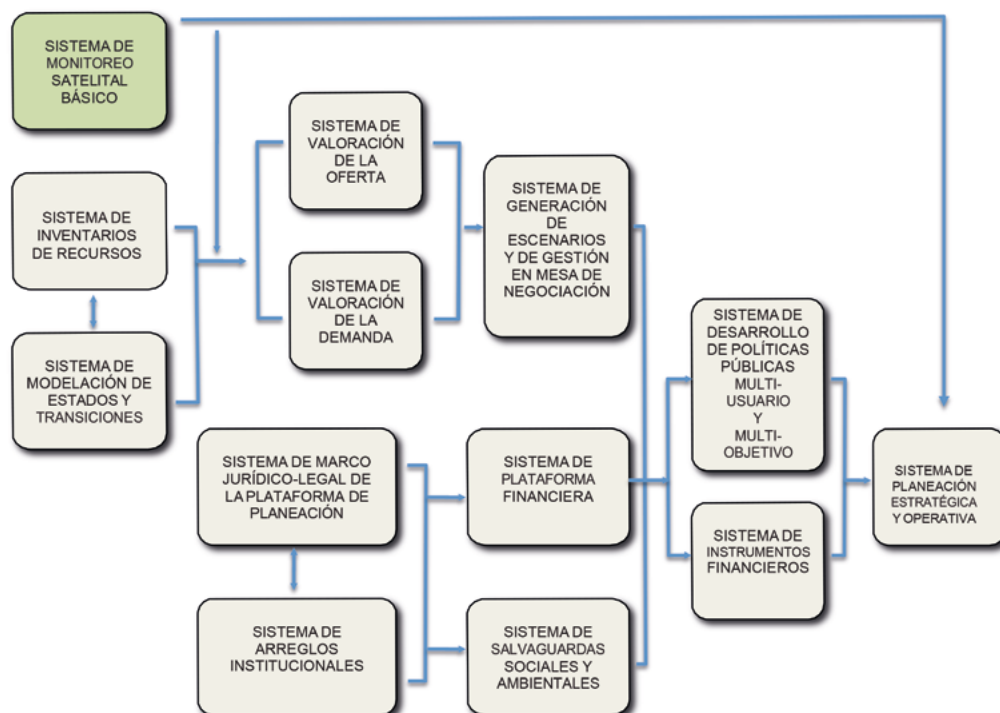 SISTEMA DE
MONITOREO
SATELITAL
BÁSICO
SISTEMA DE
INVENTARIOS
DE RECURSOS
SISTEMA DE
MODELACIÓN DE
ESTADOS Y
TRANSICIONES
SISTEMA DE
VALORACIÓN
DE LA
OFERTA
SISTEMA DE
VALORACIÓN
DE LA
DEMANDA
SISTEMA DE
GENERACIÓN
DE
ESCENARIOS
Y DE GESTIÓN
EN MESA DE
NEGOCIACIÓN
SISTEMA DE MARCO
JURÍDICO-LEGAL DE
LA PLATAFORMA DE
PLANEACIÓN
SISTEMA DE
ARREGLOS
INSTITUCIONALES
SISTEMA DE
PLATAFORMA
FINANCIERA
SISTEMA DE
SALVAGUARDAS
SOCIALES Y
AMBIENTALES
SISTEMA DE
DESARROLLO
DE POLÍTICAS
PÚBLICAS
MULTI-
USUARIO
Y
MULTI-
OBJETIVO
SISTEMA DE
INSTRUMENTOS
FINANCIEROS
SISTEMA DE
PLANEACIÓN
ESTRATÉGICA
Y OPERATIVA